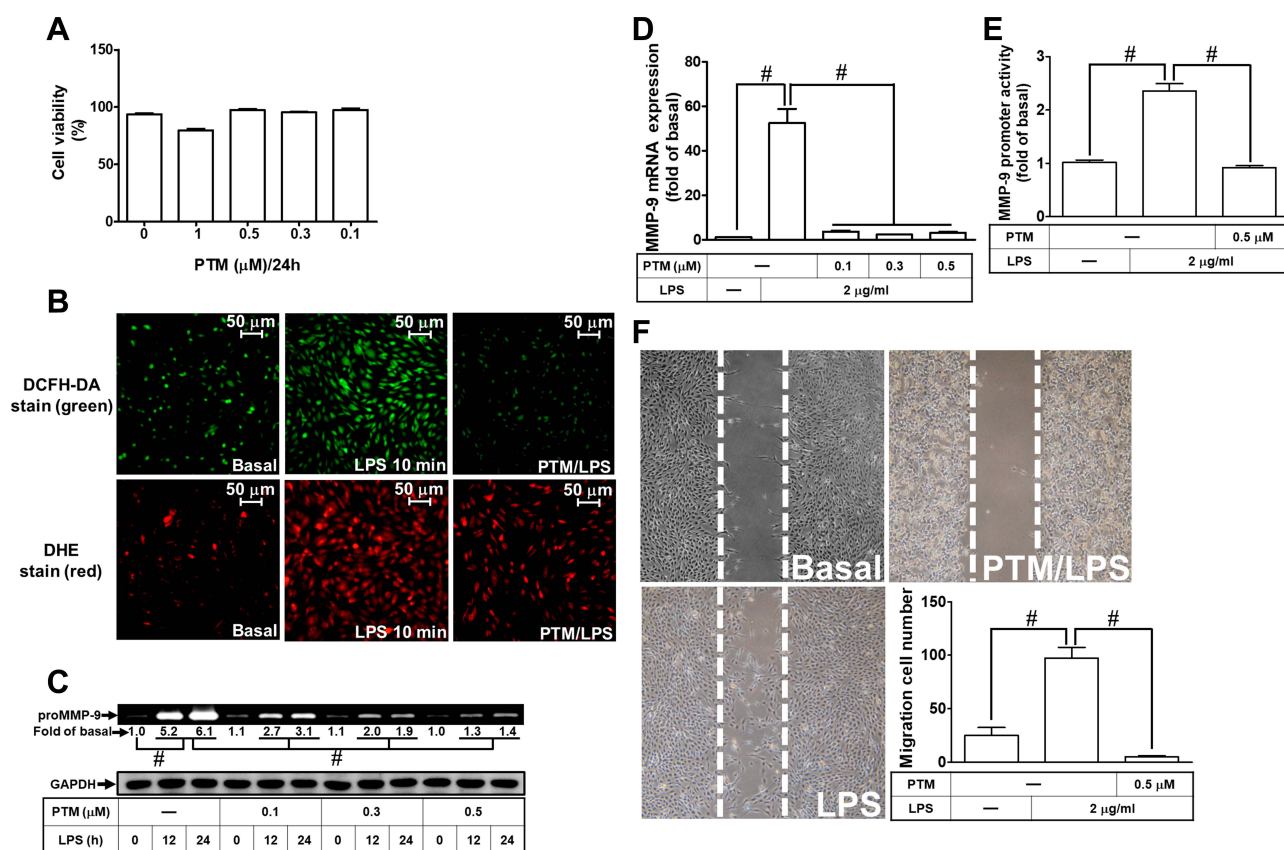 A
150
100
50
0
Cell viability
(%)
0 1 0.5 0.3 0.1
PTM (μM)/24h
B
DCFH-DA
stain (green)
50 μm
Basal
50 μm
LPS 10 min
50 μm
PTM/LPS
DHE
stain (red)
50 μm
Basal
50 μm
LPS 10 min
50 μm
PTM/LPS
C
proMMP-9
Fold of basal
1.0 5.2 6.1 1.1 2.7 3.1 1.1 2.0 1.9 1.0 1.3 1.4
# #
GAPDH
PTM (μM) — 0.1 0.3 0.5
LPS (h) 0 12 24 0 12 24 0 12 24 0 12 24
D
MMP-9 mRNA expression
(fold of basal)
80
60
40
20
0
# #
PTM (μM) — 0.1 0.3 0.5
LPS — 2 μg/ml
E
MMP-9 promoter activity
(fold of basal)
3
2
1
0
# #
PTM — 0.5 μM
LPS — 2 μg/ml
F
Basal
PTM/LPS
LPS
Migration cell number
150
100
50
0
# #
PTM — 0.5 μM
LPS — 2 μg/ml